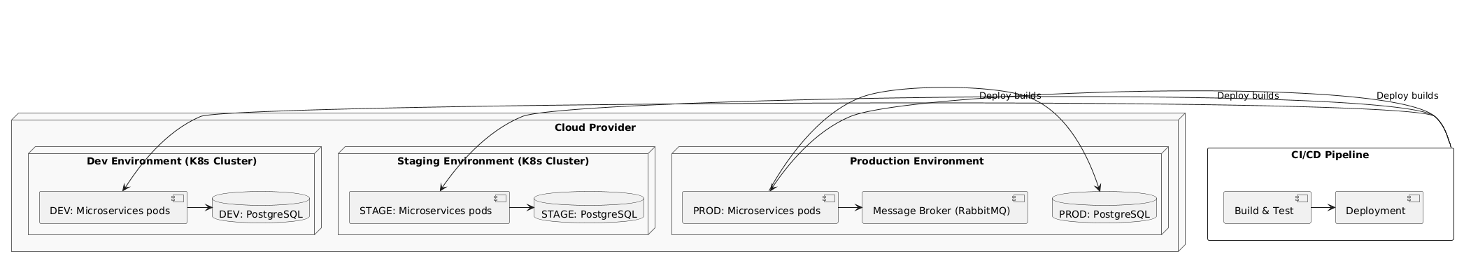 Deploy builds
Deploy builds
Deploy builds
Cloud Provider
Dev Environment (K8s Cluster)
DEV: Microservices pods
DEV: PostgreSQL
Staging Environment (K8s Cluster)
STAGE: Microservices pods
STAGE: PostgreSQL
Production Environment
PROD: Microservices pods
Message Broker (RabbitMQ)
PROD: PostgreSQL
CI/CD Pipeline
Build & Test
Deployment